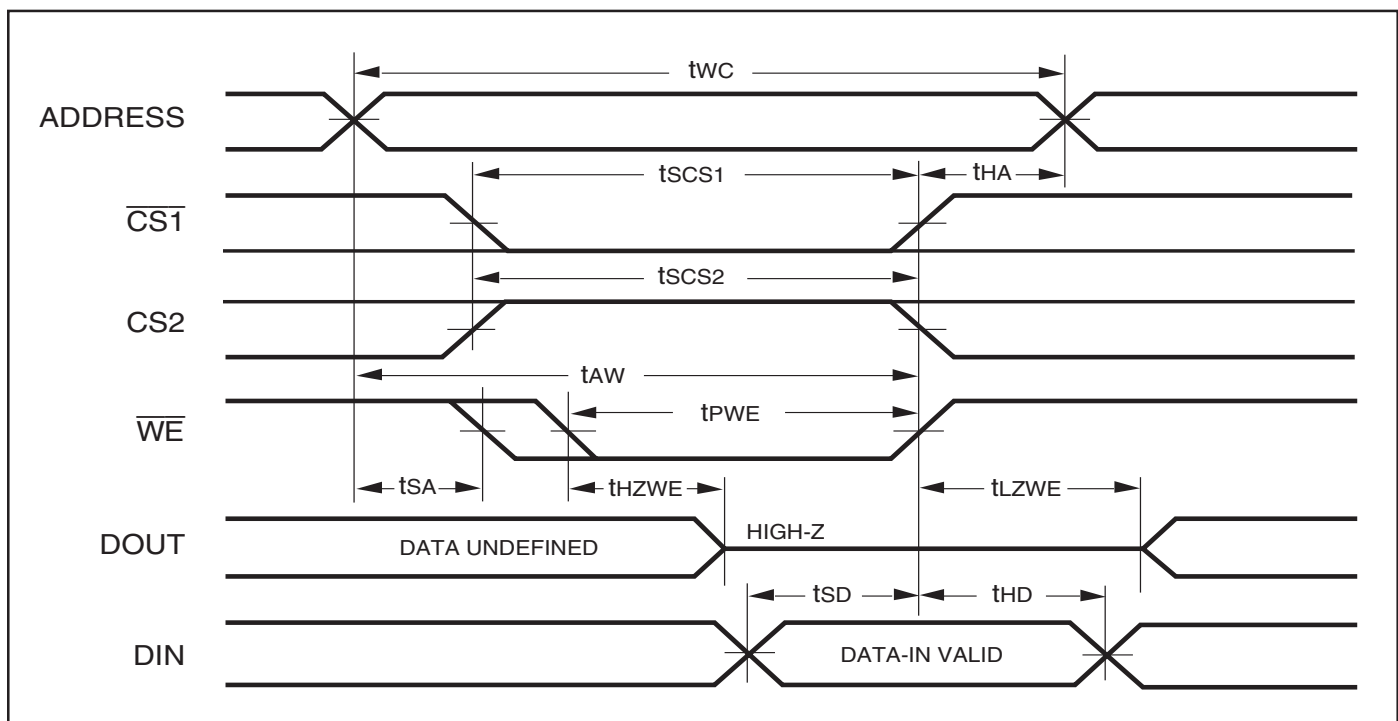 tWC
ADDRESS
tSCS1
tHA
CS1
tSCS2
CS2
tAW
WE
tPWE
tSA
tHZWE
tLZWE
DOUT
DATA UNDEFINED
HIGH-Z
tSD
tHD
DIN
DATA-IN VALID